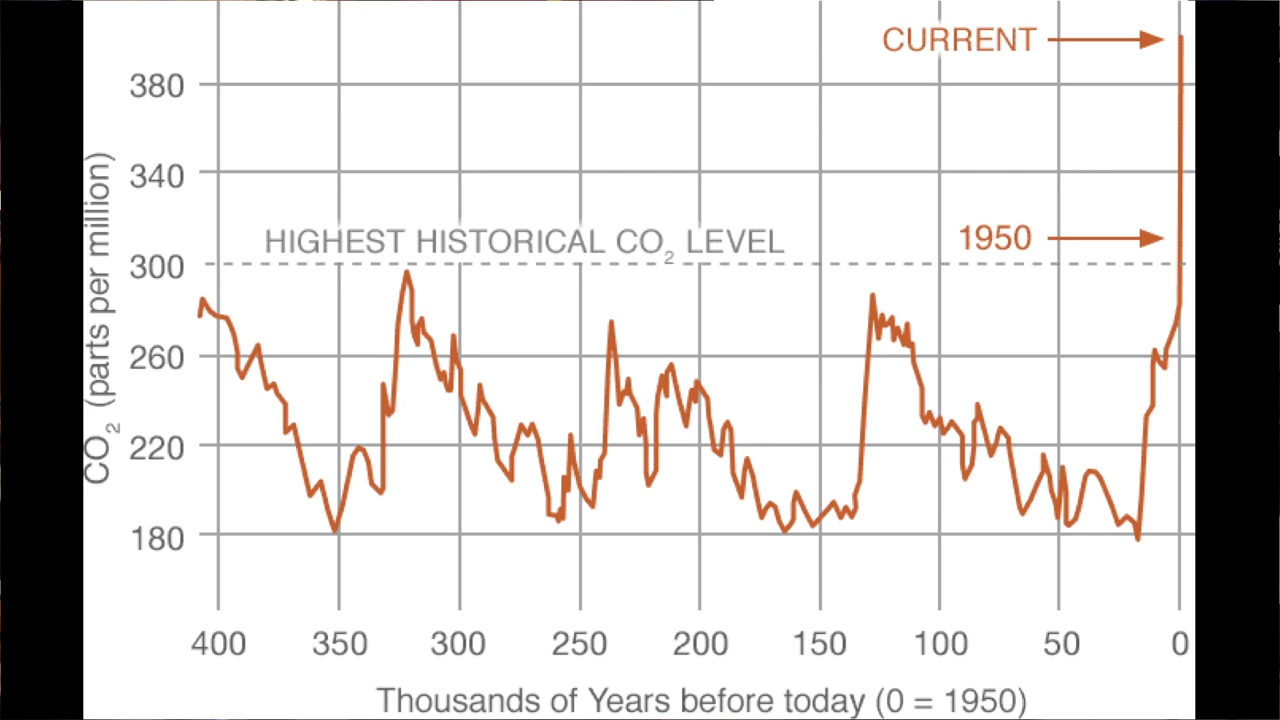 CURRENT
380
340
HIGHEST HISTORICAL CO₂ LEVEL
1950
300
260
220
180
CO₂ (parts per million)
400 350 300 250 200 150 100 50 0
Thousands of Years before today (0 = 1950)